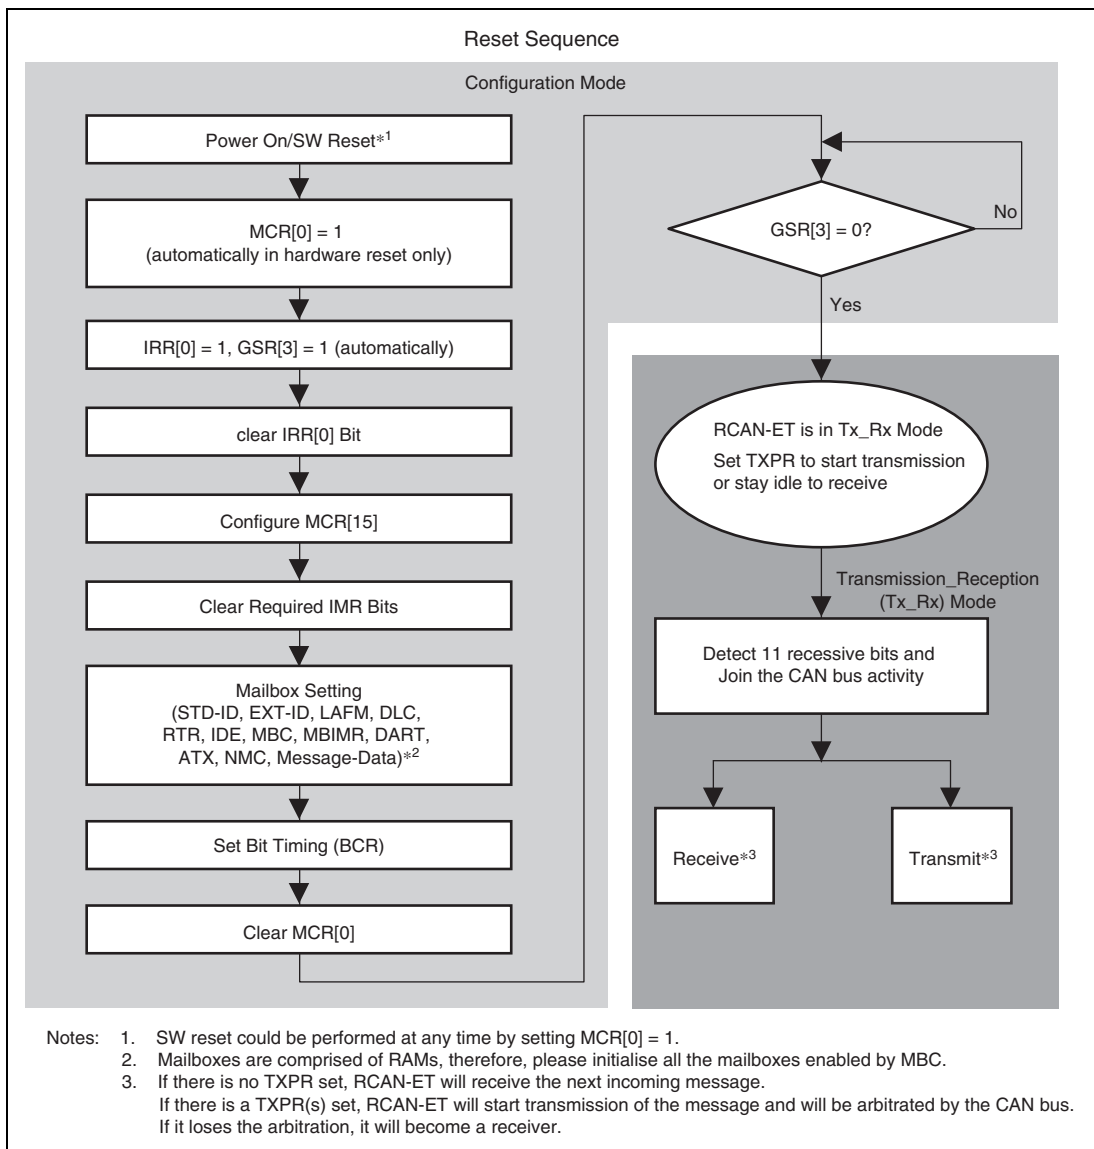 Reset Sequence
Configuration Mode
Power On/SW Reset*1
MCR[0] = 1
(automatically in hardware reset only)
IRR[0] = 1, GSR[3] = 1 (automatically)
clear IRR[0] Bit
Configure MCR[15]
Clear Required IMR Bits
Mailbox Setting
(STD-ID, EXT-ID, LAFM, DLC,
RTR, IDE, MBC, MBIMR, DART,
ATX, NMC, Message-Data)*2
Set Bit Timing (BCR)
Clear MCR[0]
GSR[3] = 0?
No
Yes
RCAN-ET is in Tx_Rx Mode
Set TXPR to start transmission
or stay idle to receive
Transmission_Reception
(Tx_Rx) Mode
Detect 11 recessive bits and
Join the CAN bus activity
Receive*3
Transmit*3
Notes: 1. SW reset could be performed at any time by setting MCR[0] = 1.
2. Mailboxes are comprised of RAMs, therefore, please initialise all the mailboxes enabled by MBC.
3. If there is no TXPR set, RCAN-ET will receive the next incoming message.
If there is a TXPR(s) set, RCAN-ET will start transmission of the message and will be arbitrated by the CAN bus.
If it loses the arbitration, it will become a receiver.